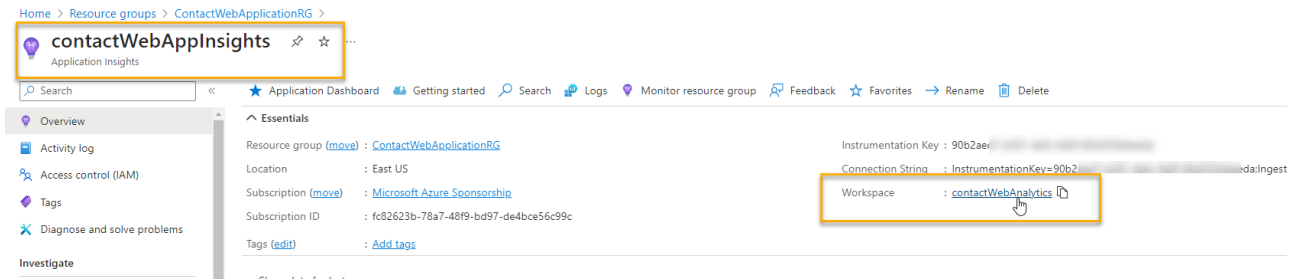 Home > Resource groups > ContactWebApplicationRG >
contactWebAppInsights ...
Application Insights
Search «
Application Dashboard Getting started Search Logs Monitor resource group Feedback Favorites Rename Delete
Overview
Activity log
Access control (IAM)
Tags
Diagnose and solve problems
Investigate
Essentials
Resource group (move) : ContactWebApplicationRG
Location : East US
Subscription (move) : Microsoft Azure Sponsorship
Subscription ID : fc82623b-78a7-48f9-bd97-de4bce56c99c
Tags (edit) : Add tags
Instrumentation Key : 90b2aec
Connection String : InstrumentationKey=90b2 eda:Ingest
Workspace : contactWebAnalytics